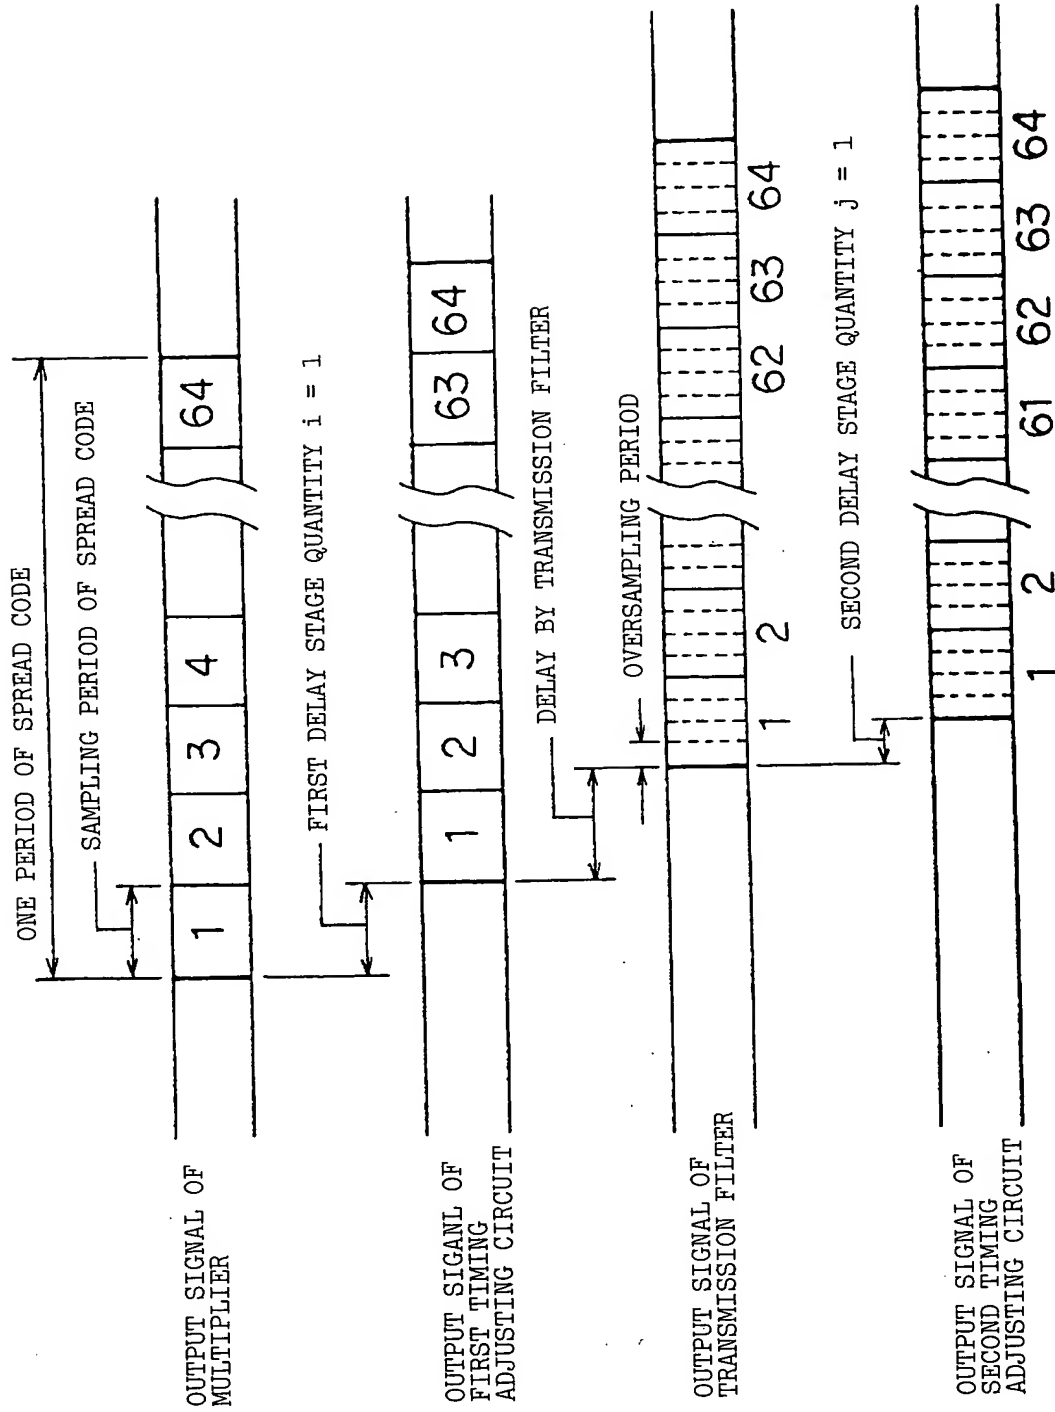 ONE PERIOD OF SPREAD CODE
SAMPLING PERIOD OF SPREAD CODE
OUTPUT SIGNAL OF
MULTIPLIER
1 2 3 4 64
FIRST DELAY STAGE QUANTITY i = 1
OUTPUT SIGANL OF
FIRST TIMING
ADJUSTING CIRCUIT
1 2 3 63 64
DELAY BY TRANSMISSION FILTER
OVERSAMPLING PERIOD
OUTPUT SIGNAL OF
TRANSMISSION FILTER
1 2 62 63 64
SECOND DELAY STAGE QUANTITY j = 1
OUTPUT SIGNAL OF
SECOND TIMING
ADJUSTING CIRCUIT
1 2 61 62 63 64